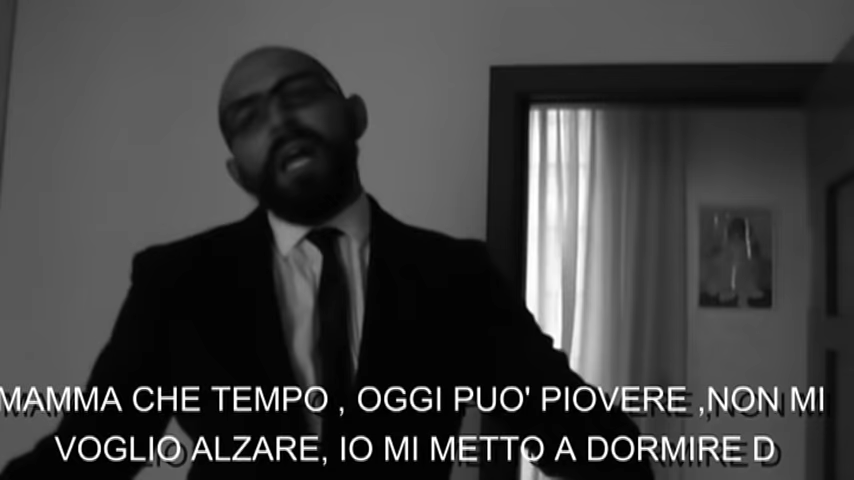 MAMMA CHE TEMPO , OGGI PUO' PIOVERE ,NON MI
VOGLIO ALZARE, IO MI METTO A DORMIRE D